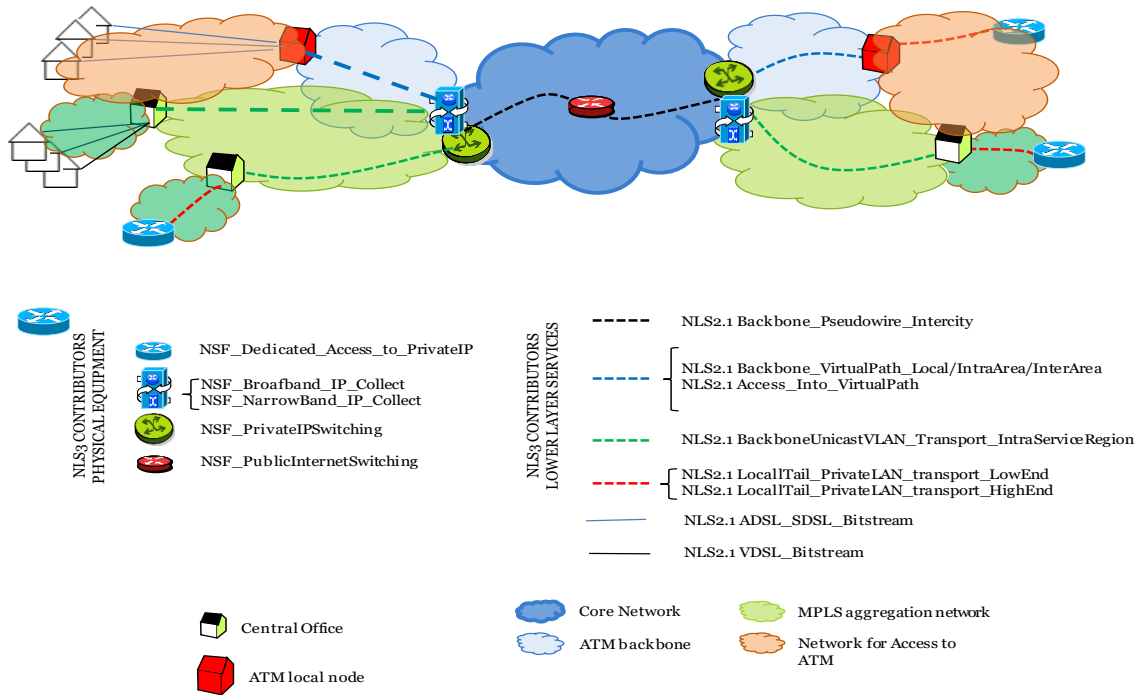 NLS3 CONTRIBUTORS
PHYSICAL EQUIPMENT
NSF_Dedicated_Access_to_PrivateIP
NSF_Broafband_IP_Collect
NSF_NarrowBand_IP_Collect
NSF_PrivateIPSwitching
NSF_PublicInternetSwitching
NLS3 CONTRIBUTORS
LOWER LAYER SERVICES
NLS2.1 Backbone_Pseudowire_Intercity
NLS2.1 Backbone_VirtualPath_Local/IntraArea/InterArea
NLS2.1 Access_Into_VirtualPath
NLS2.1 BackboneUnicastVLAN_Transport_IntraServiceRegion
NLS2.1 LocallTail_PrivateLAN_transport_LowEnd
NLS2.1 LocallTail_PrivateLAN_transport_HighEnd
NLS2.1 ADSL_SDSL_Bitstream
NLS2.1 VDSL_Bitstream
Central Office
ATM local node
Core Network
ATM backbone
MPLS aggregation network
Network for Access to
ATM